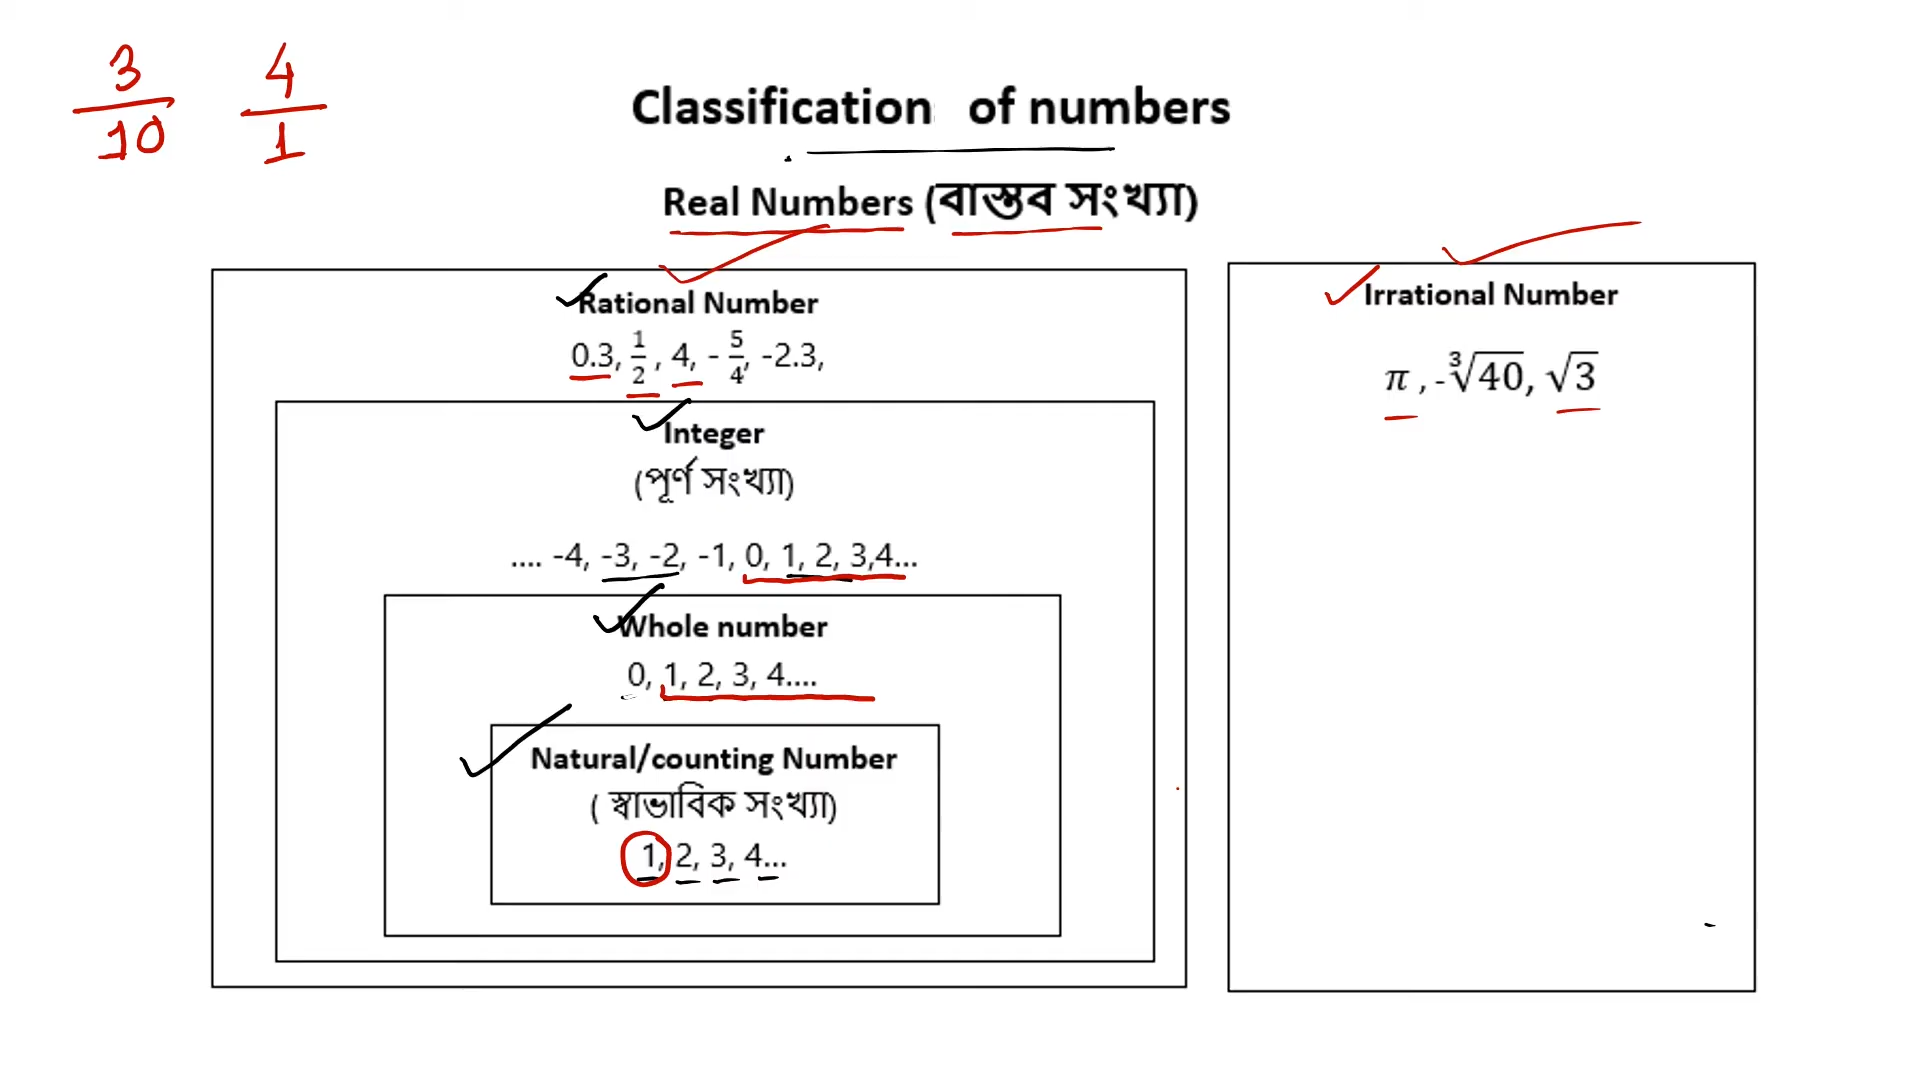 3/10 4/1
Classification of numbers
Real Numbers (বাস্তব সংখ্যা)
Rational Number
0.3, 1/2, 4, - 5/4, -2.3,
Integer
(পূর্ণ সংখ্যা)
.... -4, -3, -2, -1, 0, 1, 2, 3,4...
Whole number
0, 1, 2, 3, 4....
Natural/counting Number
( স্বাভাবিক সংখ্যা)
1, 2, 3, 4...
Irrational Number
π , -∛40, √3